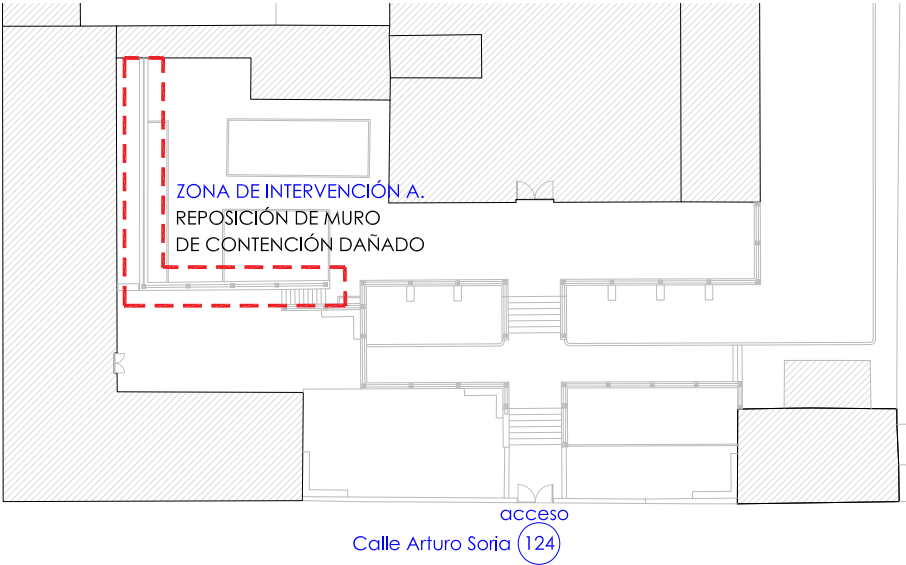 ZONA DE INTERVENCIÓN A.
REPOSICIÓN DE MURO
DE CONTENCIÓN DAÑADO
acceso
Calle Arturo Soria 124